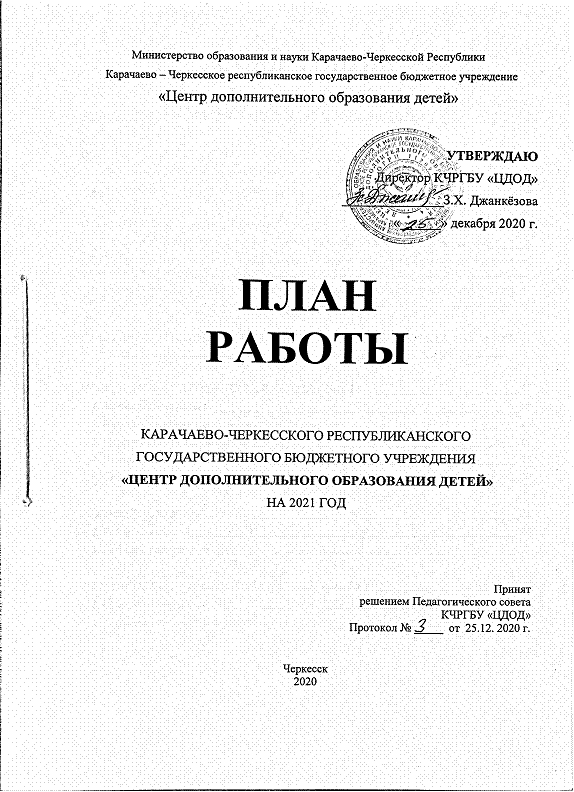 Министерство образования и науки Карачаево-Черкесской Республики
Карачаево – Черкесское республиканское государственное бюджетное учреждение
«Центр дополнительного образования детей»
УТВЕРЖДАЮ
Директор КЧРГБУ «ЦДОД»
З.Х. Джанкёзова
«25» декабря 2020 г.
ПЛАН
РАБОТЫ
КАРАЧАЕВО-ЧЕРКЕССКОГО РЕСПУБЛИКАНСКОГО
ГОСУДАРСТВЕННОГО БЮДЖЕТНОГО УЧРЕЖДЕНИЯ
«ЦЕНТР ДОПОЛНИТЕЛЬНОГО ОБРАЗОВАНИЯ ДЕТЕЙ»
НА 2021 ГОД
Принят
решением Педагогического совета
КЧРГБУ «ЦДОД»
Протокол № 3 от 25.12. 2020 г.
Черкесск
2020